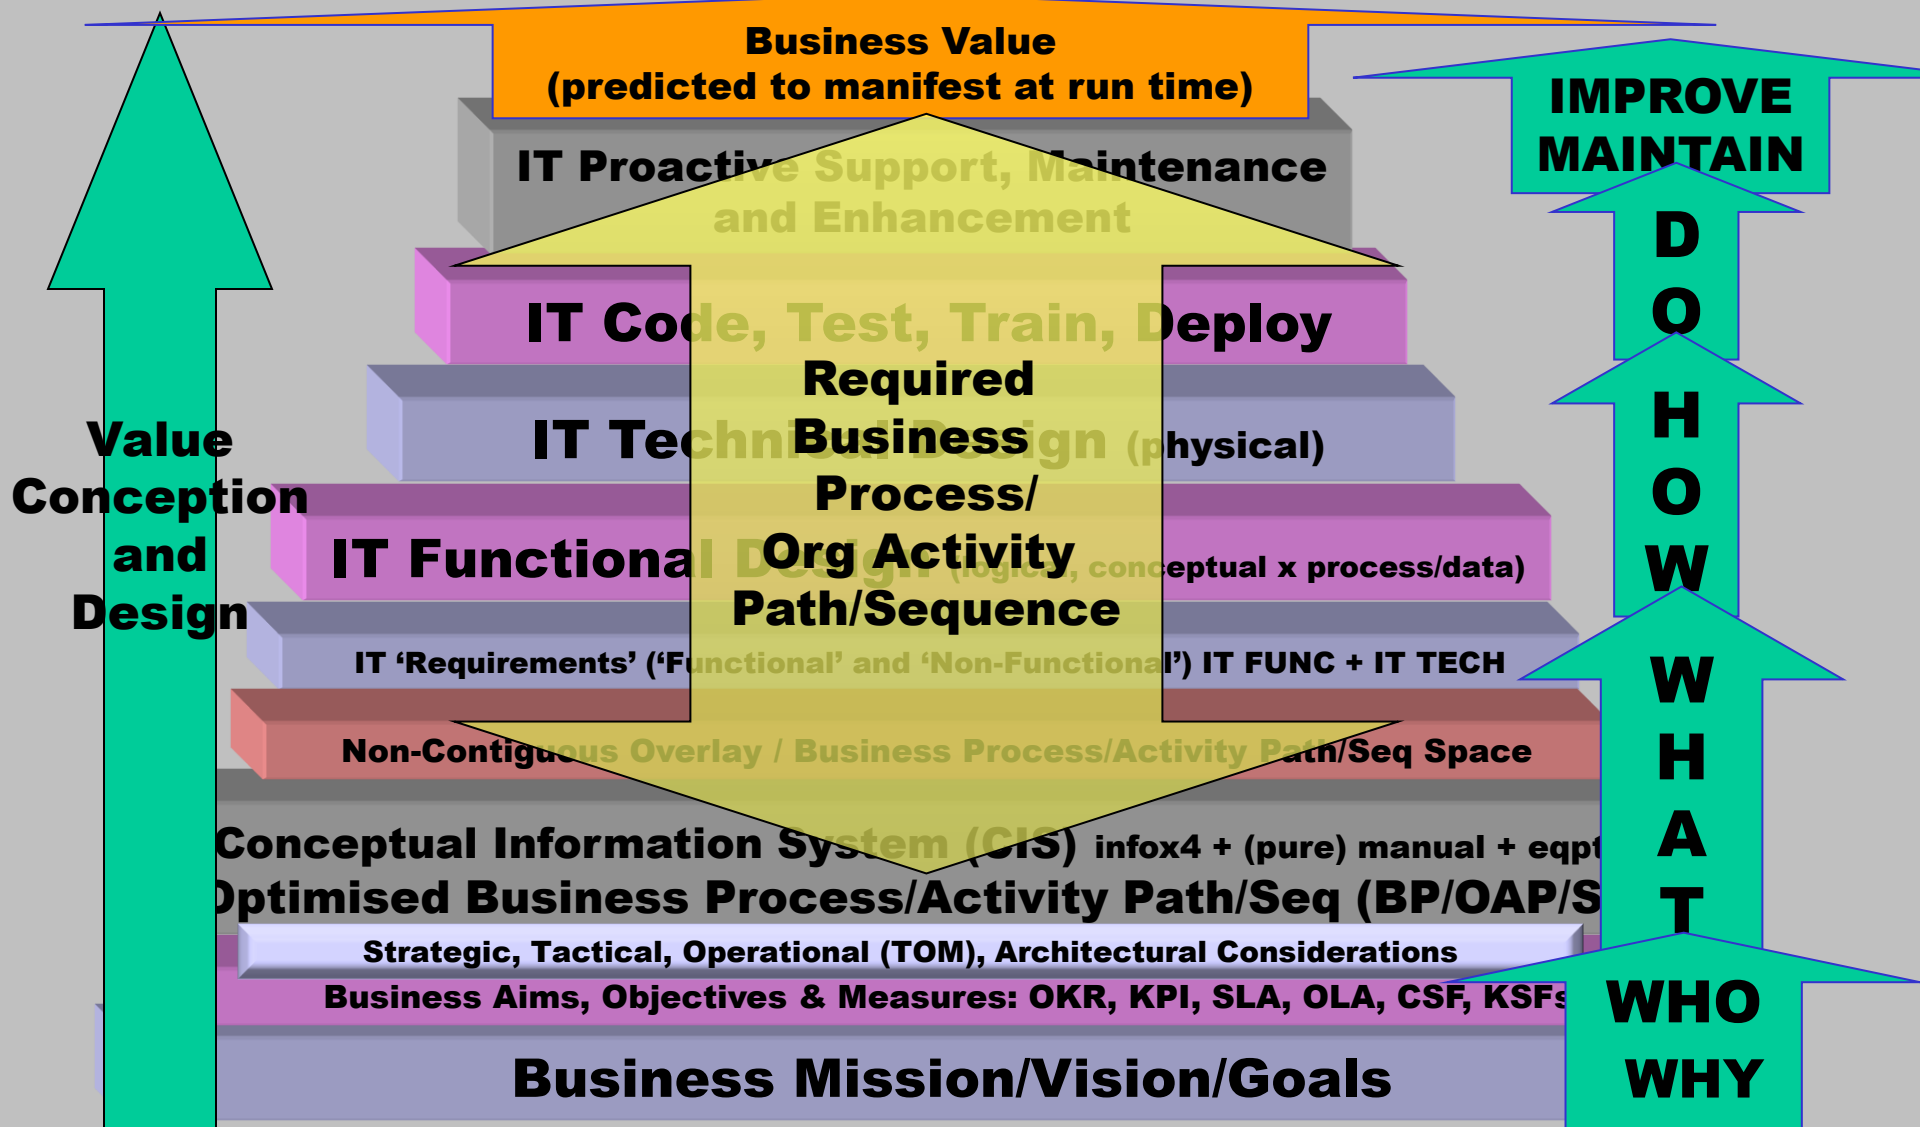 Business Value
(predicted to manifest at run time)
IMPROVE
MAINTAIN
IT Proactive Support, Maintenance
and Enhancement
D
O
IT Code, Test, Train, Deploy
Required
Business
Process/
Org Activity
Path/Sequence
IT Technical Design (physical)
H
O
W
Value
Conception
and
Design
IT Functional Design (logical, conceptual x process/data)
IT ‘Requirements’ (‘Functional’ and ‘Non-Functional’) IT FUNC + IT TECH
W
H
A
T
Non-Contiguous Overlay / Business Process/Activity Path/Seq Space
Conceptual Information System (CIS) infox4 + (pure) manual + eqpt
Optimised Business Process/Activity Path/Seq (BP/OAP/S
Strategic, Tactical, Operational (TOM), Architectural Considerations
Business Aims, Objectives & Measures: OKR, KPI, SLA, OLA, CSF, KSFs
WHO
WHY
Business Mission/Vision/Goals